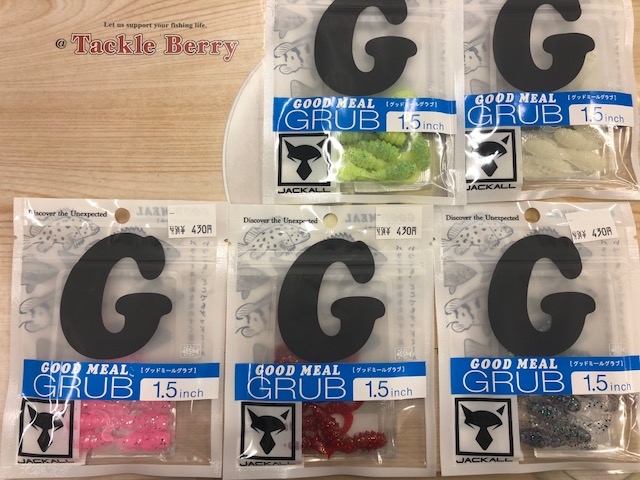 Let us support your fishing life.
@ Tackle Berry
G
GOOD MEAL
[グッドミールグラブ]
GRUB
1.5inch
JACKALL
G
GOOD MEAL
[グッドミールグラブ]
GRUB
1.5inch
JACKALL
Discover the Unexpected
430円
G
GOOD MEAL
[グッドミールグラブ]
GRUB
1.5inch
JACKALL
Discover the Unexpected
430円
G
GOOD MEAL
[グッドミールグラブ]
GRUB
1.5inch
JACKALL
Discover the Unexpected
430円
G
GOOD MEAL
[グッドミールグラブ]
GRUB
1.5inch
JACKALL